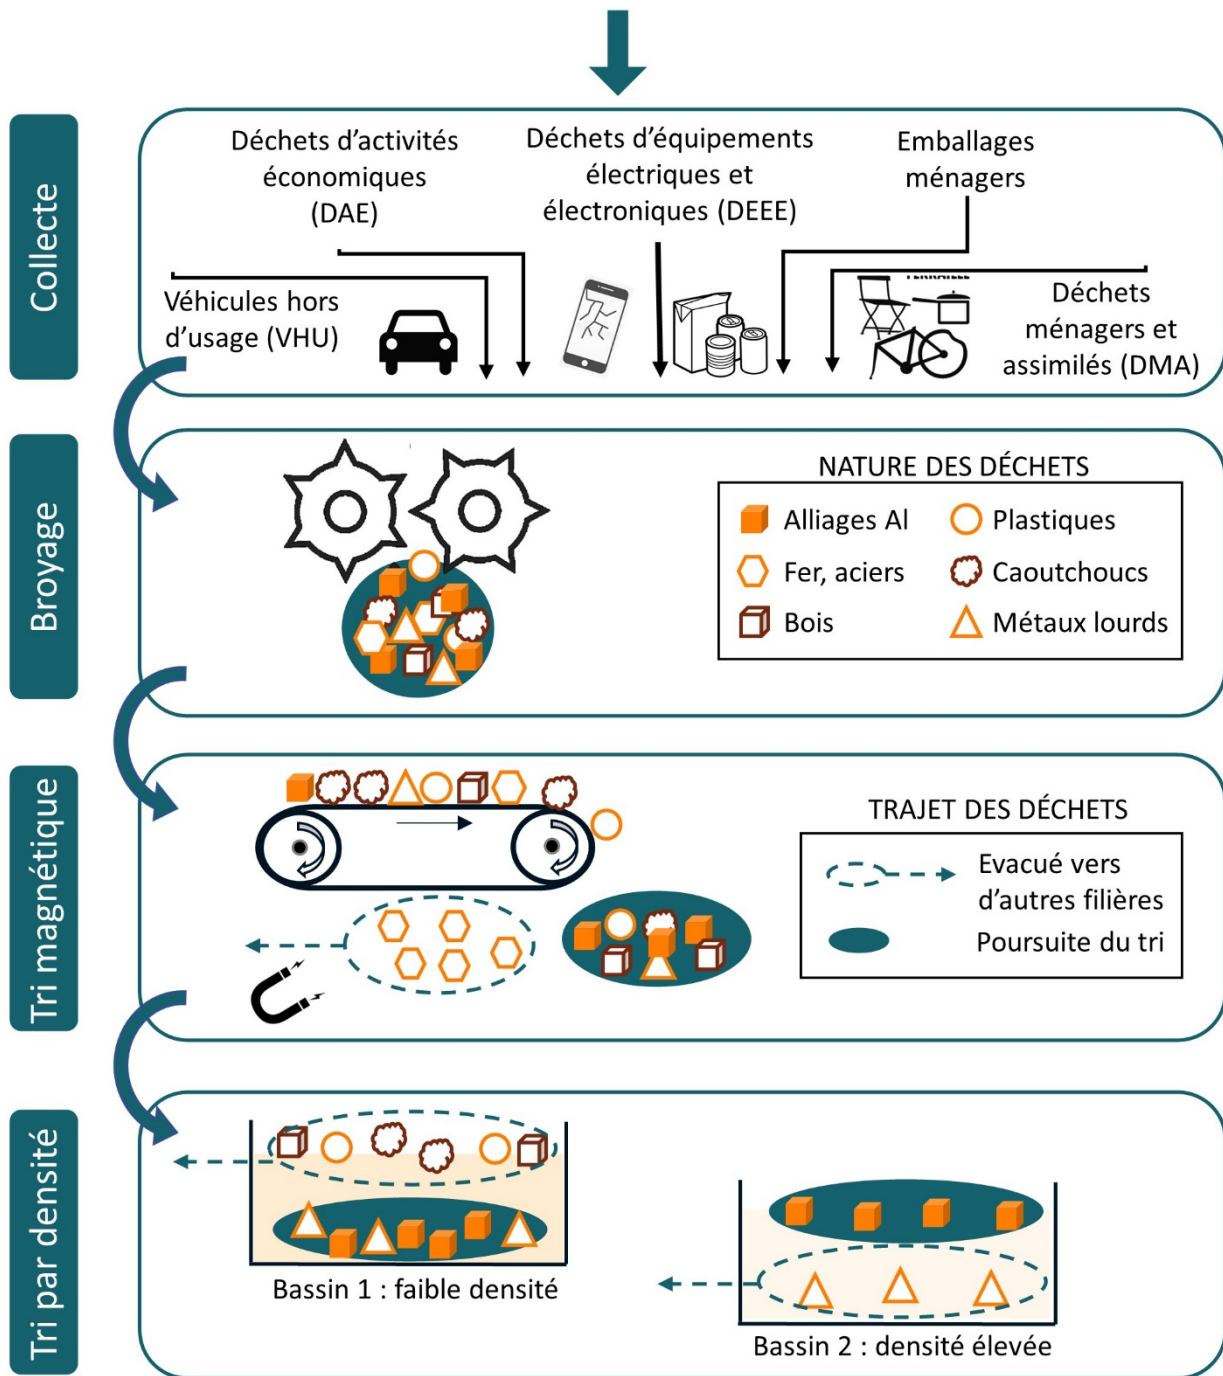 Collecte
Déchets d'activités
économiques
(DAE)
Déchets d'équipements
électriques et
électroniques (DEEE)
Emballages
ménagers
Véhicules hors
d'usage (VHU)
FERRAILLE
Déchets
ménagers et
assimilés (DMA)
Broyage
NATURE DES DÉCHETS
Alliages Al
Plastiques
Fer, aciers
Caoutchoucs
Bois
Métaux lourds
Tri magnétique
TRAJET DES DÉCHETS
Evacué vers
d'autres filières
Poursuite du tri
Tri par densité
Bassin 1 : faible densité
Bassin 2 : densité élevée